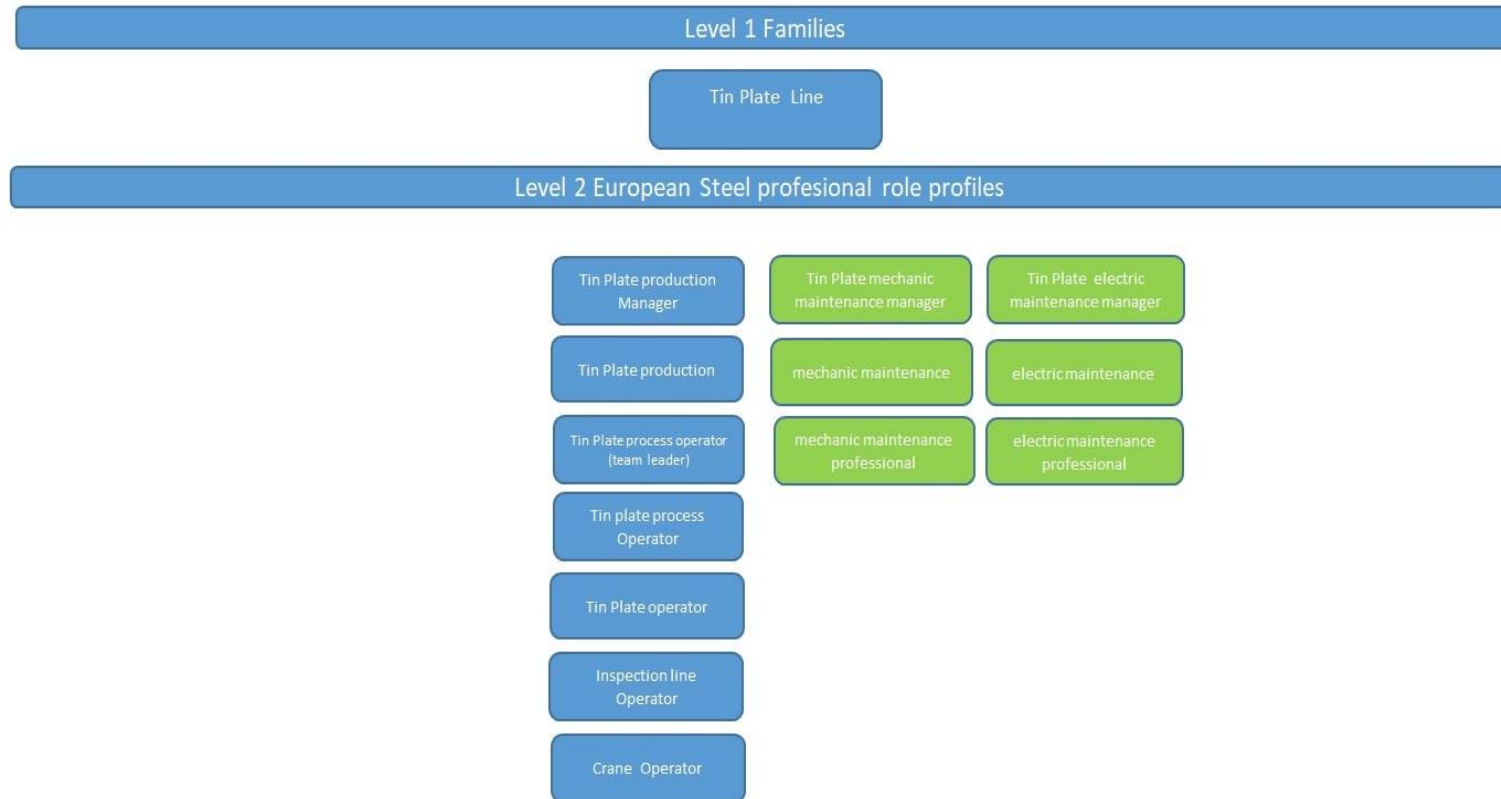 Level 1 Families
Tin Plate Line
Level 2 European Steel profesional role profiles
Tin Plate production
Manager
Tin Plate mechanic
maintenance manager
Tin Plate electric
maintenance manager
Tin Plate production
mechanic maintenance
electric maintenance
Tin Plate process operator
(team leader)
mechanic maintenance
professional
electric maintenance
professional
Tin plate process
Operator
Tin Plate operator
Inspection line
Operator
Crane Operator